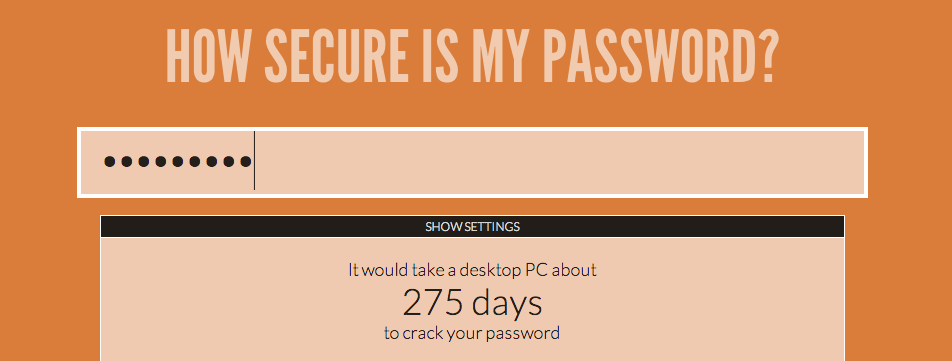 HOW SECURE IS MY PASSWORD?
•••••••••
SHOW SETTINGS
It would take a desktop PC about
275 days
to crack your password